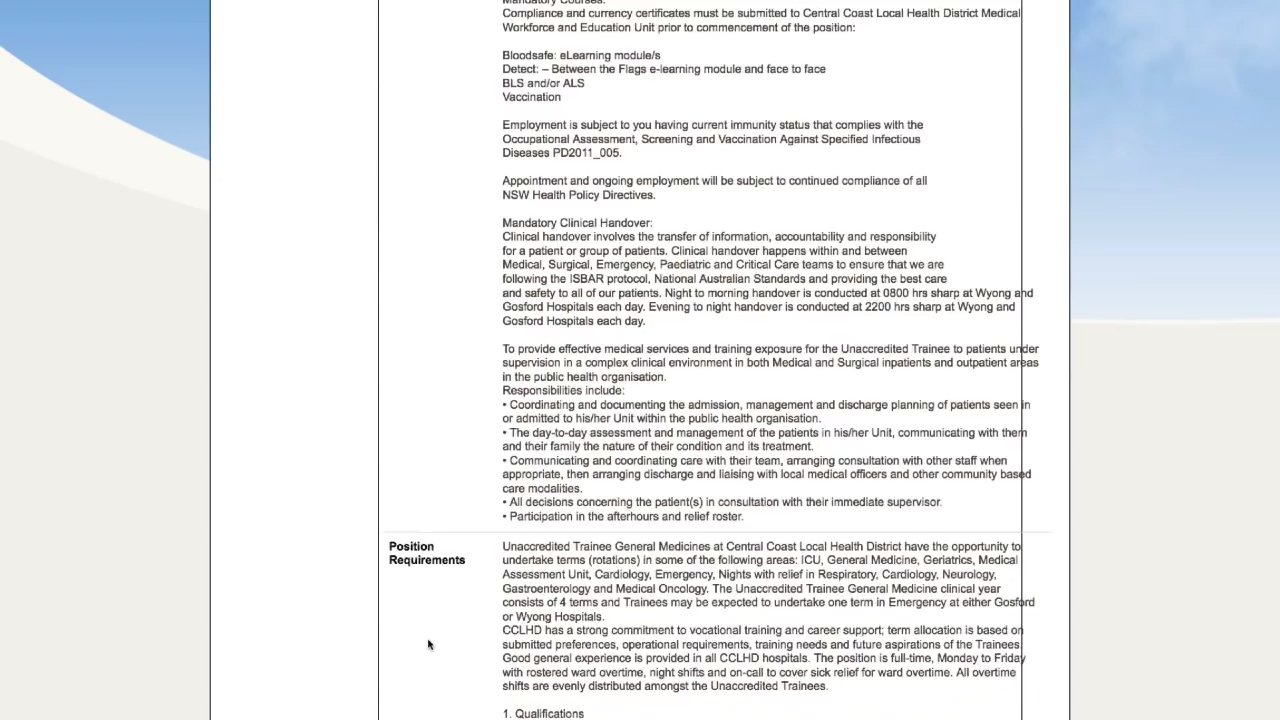 Mandatory Courses:
Compliance and currency certificates must be submitted to Central Coast Local Health District Medical
Workforce and Education Unit prior to commencement of the position:
Bloodsafe: eLearning module/s
Detect: – Between the Flags e-learning module and face to face
BLS and/or ALS
Vaccination
Employment is subject to you having current immunity status that complies with the
Occupational Assessment, Screening and Vaccination Against Specified Infectious
Diseases PD2011_005.
Appointment and ongoing employment will be subject to continued compliance of all
NSW Health Policy Directives.
Mandatory Clinical Handover:
Clinical handover involves the transfer of information, accountability and responsibility
for a patient or group of patients. Clinical handover happens within and between
Medical, Surgical, Emergency, Paediatric and Critical Care teams to ensure that we are
following the ISBAR protocol, National Australian Standards and providing the best care
and safety to all of our patients. Night to morning handover is conducted at 0800 hrs sharp at Wyong and
Gosford Hospitals each day. Evening to night handover is conducted at 2200 hrs sharp at Wyong and
Gosford Hospitals each day.
To provide effective medical services and training exposure for the Unaccredited Trainee to patients under
supervision in a complex clinical environment in both Medical and Surgical inpatients and outpatient areas
in the public health organisation.
Responsibilities include:
• Coordinating and documenting the admission, management and discharge planning of patients seen in
or admitted to his/her Unit within the public health organisation.
• The day-to-day assessment and management of the patients in his/her Unit, communicating with them
and their family the nature of their condition and its treatment.
• Communicating and coordinating care with their team, arranging consultation with other staff when
appropriate, then arranging discharge and liaising with local medical officers and other community based
care modalities.
• All decisions concerning the patient(s) in consultation with their immediate supervisor.
• Participation in the afterhours and relief roster.
Position
Requirements
Unaccredited Trainee General Medicines at Central Coast Local Health District have the opportunity to
undertake terms (rotations) in some of the following areas: ICU, General Medicine, Geriatrics, Medical
Assessment Unit, Cardiology, Emergency, Nights with relief in Respiratory, Cardiology, Neurology,
Gastroenterology and Medical Oncology. The Unaccredited Trainee General Medicine clinical year
consists of 4 terms and Trainees may be expected to undertake one term in Emergency at either Gosford
or Wyong Hospitals.
CCLHD has a strong commitment to vocational training and career support; term allocation is based on
submitted preferences, operational requirements, training needs and future aspirations of the Trainees.
Good general experience is provided in all CCLHD hospitals. The position is full-time, Monday to Friday
with rostered ward overtime, night shifts and on-call to cover sick relief for ward overtime. All overtime
shifts are evenly distributed amongst the Unaccredited Trainees.
1. Qualifications